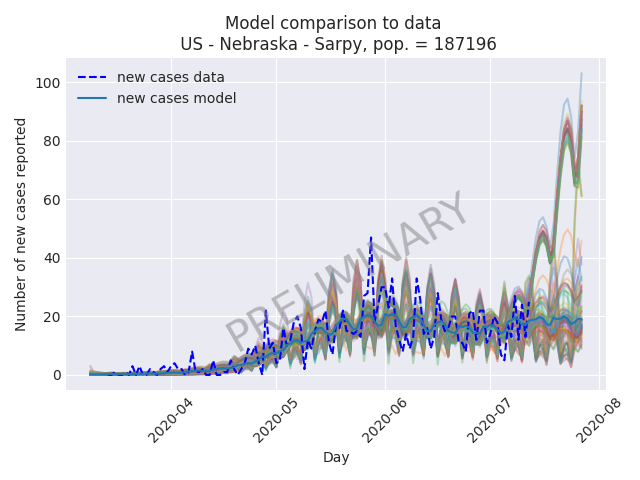 Model comparison to data
US - Nebraska - Sarpy, pop. = 187196
new cases data
new cases model
Number of new cases reported
100
80
60
40
20
0
PRELIMINARY
2020-04
2020-05
2020-06
2020-07
2020-08
Day